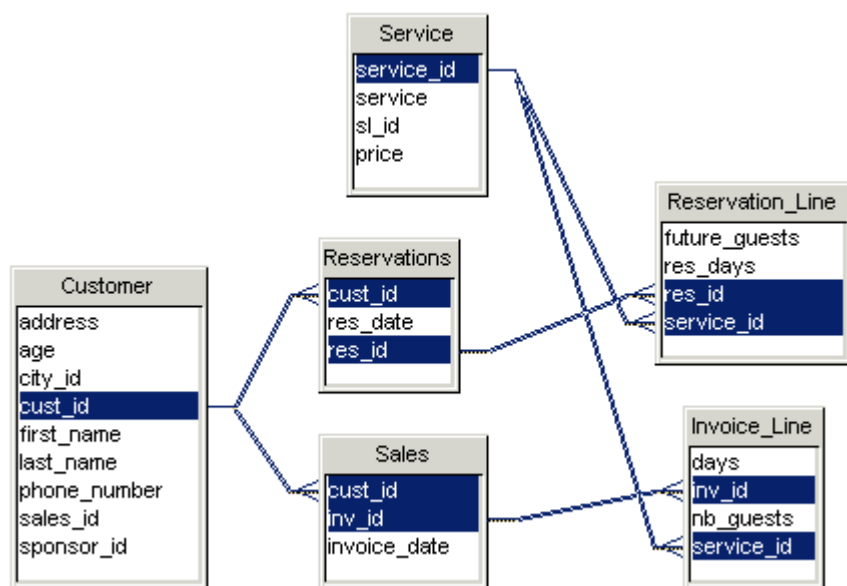 Service
service_id
service
sl_id
price
Reservation_Line
future_guests
res_days
res_id
service_id
Reservations
cust_id
res_date
res_id
Customer
address
age
city_id
cust_id
first_name
last_name
phone_number
sales_id
sponsor_id
Sales
cust_id
inv_id
invoice_date
Invoice_Line
days
inv_id
nb_guests
service_id